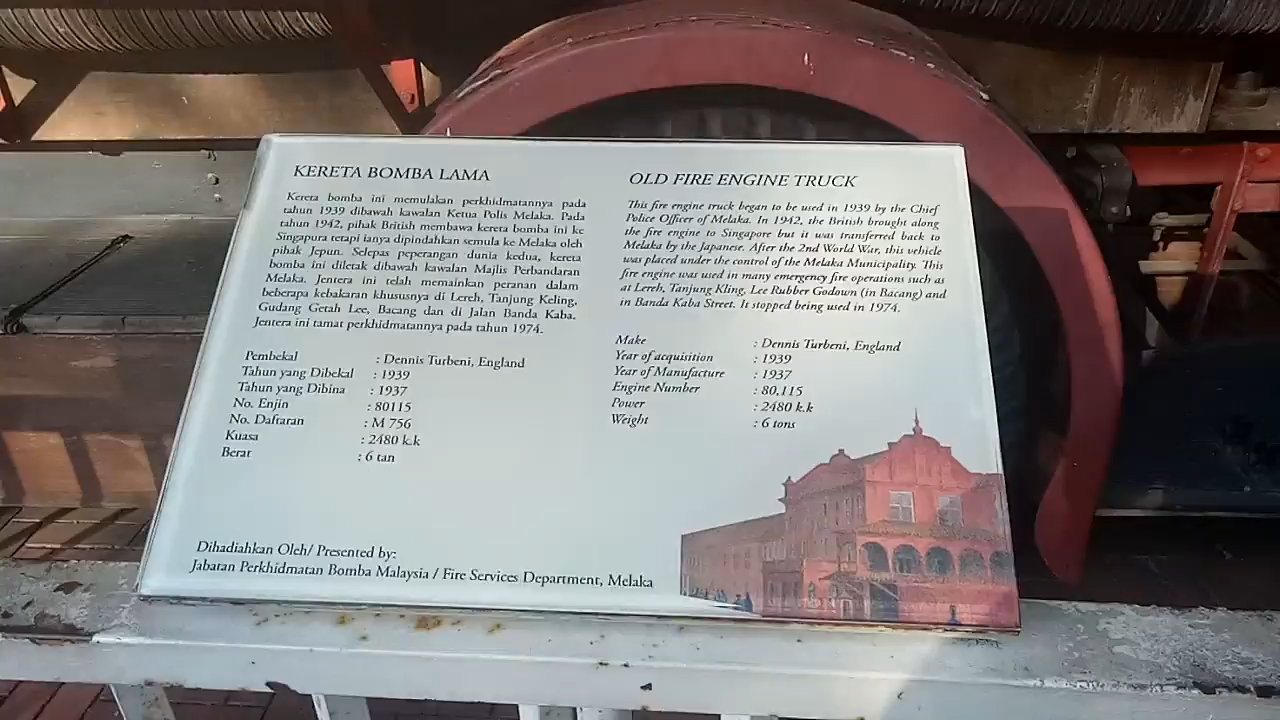 KERETA BOMBA LAMA
Kereta bomba ini memulakan perkhidmatannya pada
tahun 1939 dibawah kawalan Ketua Polis Melaka. Pada
tahun 1942, pihak British membawa kereta bomba ini ke
Singapura tetapi ianya dipindahkan semula ke Melaka oleh
pihak Jepun. Selepas peperangan dunia kedua, kereta
bomba ini diletak dibawah kawalan Majlis Perbandaran
Melaka. Jentera ini telah memainkan peranan dalam
beberapa kebakaran khususnya di Lereh, Tanjung Keling,
Gudang Getah Lee, Bacang dan di Jalan Banda Kaba.
Jentera ini tamat perkhidmatannya pada tahun 1974.
Pembekal : Dennis Turbeni, England
Tahun yang Dibekal : 1939
Tahun yang Dibina : 1937
No. Enjin : 80115
No. Daftaran : M 756
Kuasa : 2480 k.k
Berat : 6 tan
OLD FIRE ENGINE TRUCK
This fire engine truck began to be used in 1939 by the Chief
Police Officer of Melaka. In 1942, the British brought along
the fire engine to Singapore but it was transferred back to
Melaka by the Japanese. After the 2nd World War, this vehicle
was placed under the control of the Melaka Municipality. This
fire engine was used in many emergency fire operations such as
at Lereh, Tanjung Kling, Lee Rubber Godown (in Bacang) and
in Banda Kaba Street. It stopped being used in 1974.
Make : Dennis Turbeni, England
Year of acquisition : 1939
Year of Manufacture : 1937
Engine Number : 80,115
Power : 2480 k.k
Weight : 6 tons
Dihadiahkan Oleh/ Presented by:
Jabatan Perkhidmatan Bomba Malaysia / Fire Services Department, Melaka